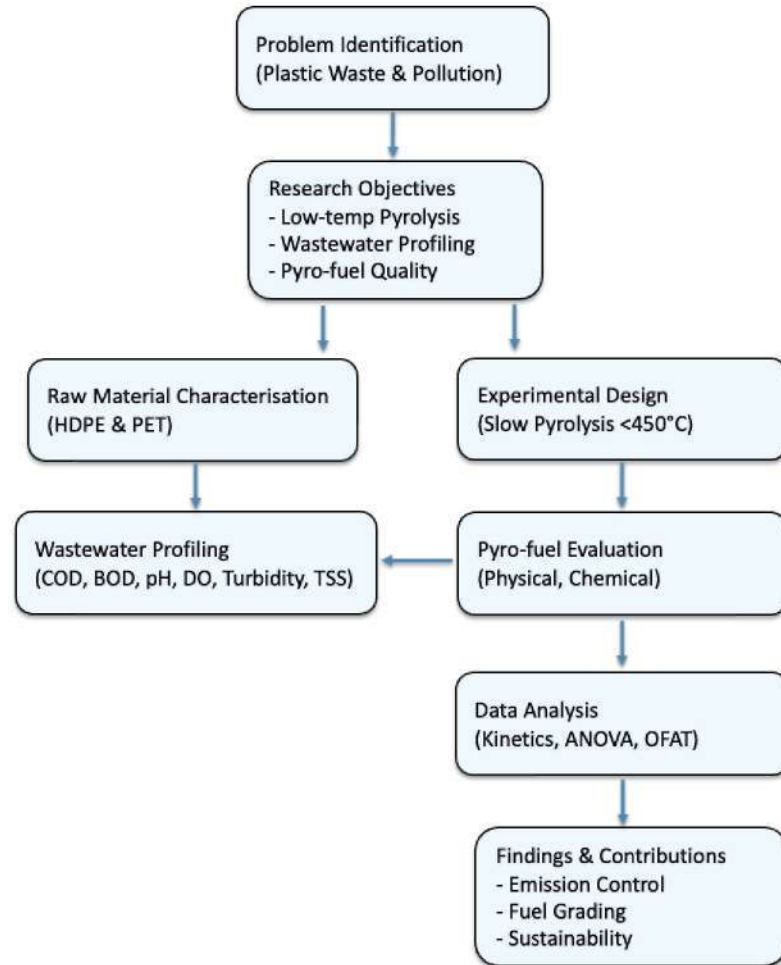 Problem Identification
(Plastic Waste & Pollution)
Research Objectives
- Low-temp Pyrolysis
- Wastewater Profiling
- Pyro-fuel Quality
Raw Material Characterisation
(HDPE & PET)
Experimental Design
(Slow Pyrolysis <450°C)
Wastewater Profiling
(COD, BOD, pH, DO, Turbidity, TSS)
Pyro-fuel Evaluation
(Physical, Chemical)
Data Analysis
(Kinetics, ANOVA, OFAT)
Findings & Contributions
- Emission Control
- Fuel Grading
- Sustainability